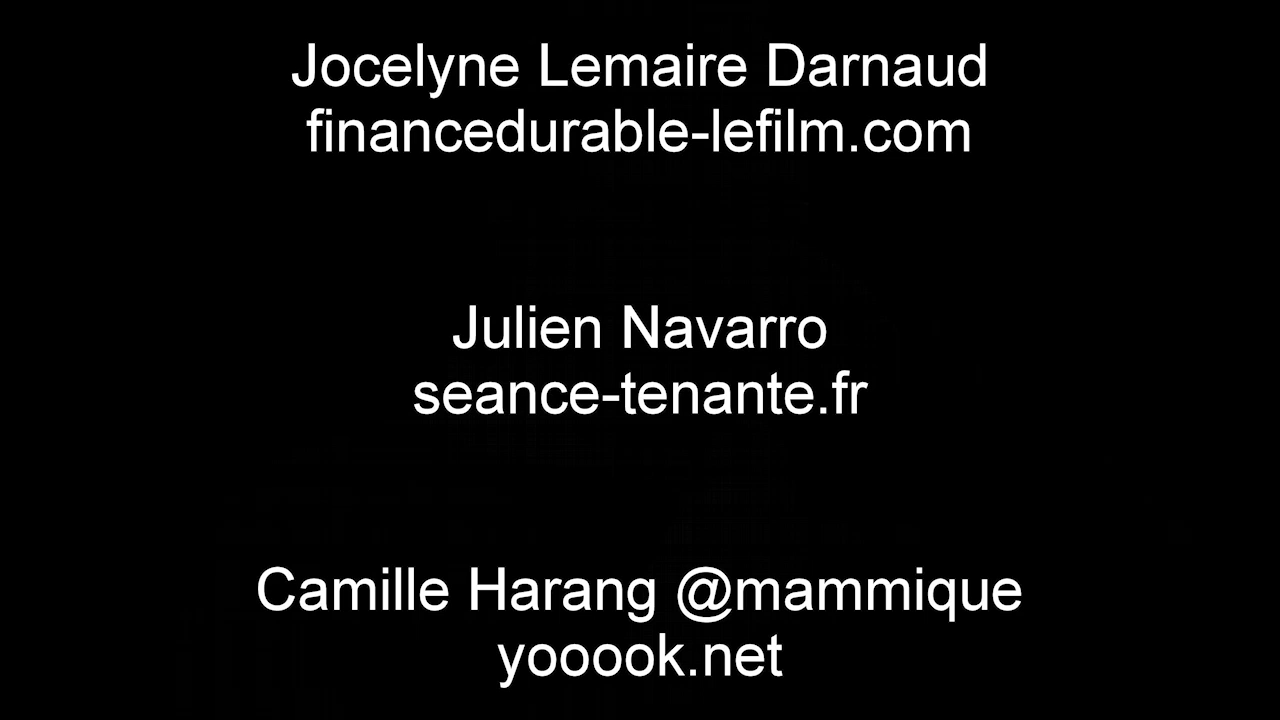 Jocelyne Lemaire Darnaud
financedurable-lefilm.com
Julien Navarro
seance-tenante.fr
Camille Harang @mammique
yooook.net